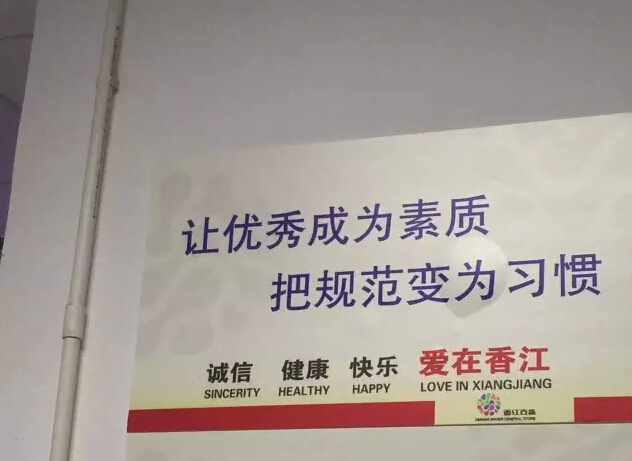 让优秀成为素质
把规范变为习惯
诚信 健康 快乐 爱在香江
SINCERITY HEALTHY HAPPY LOVE IN XIANGJIANG
香江百货